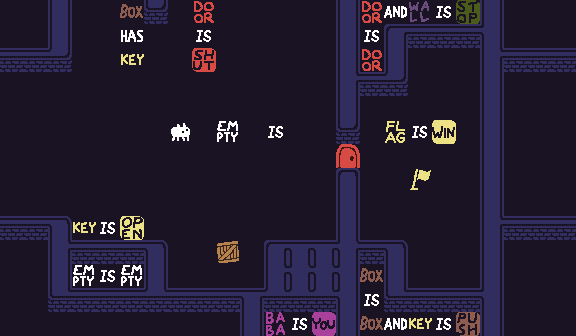 BOX DOOR DOOR AND WALL IS STOP
HAS IS IS
KEY SHUT DOOR
EMPTY IS FLAG IS WIN
KEY IS OPEN
EMPTY IS EMPTY BOX
IS
BABA IS YOU BOX AND KEY IS PUSH